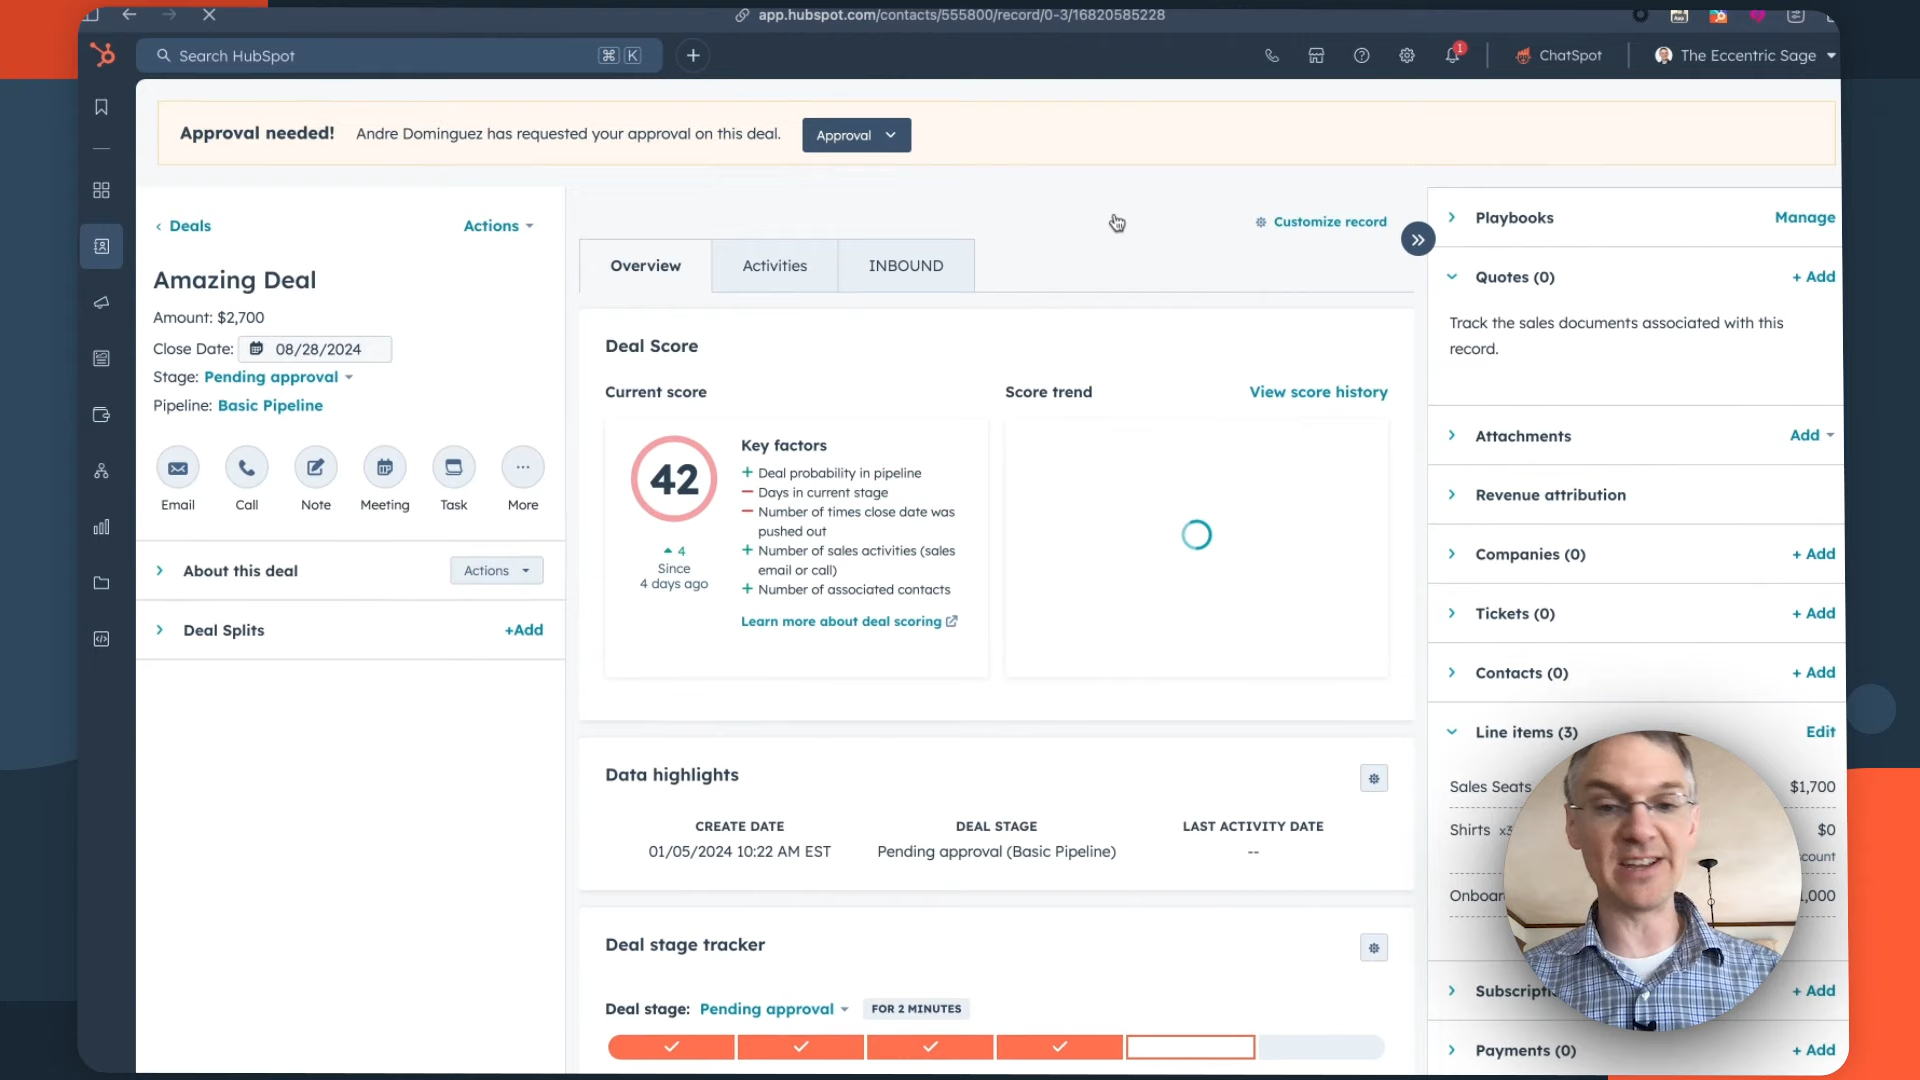 app.hubspot.com/contacts/555800/record/0-3/16820585228
Search HubSpot
⌘ K
1
ChatSpot
The Eccentric Sage
Approval needed! Andre Dominguez has requested your approval on this deal.
Approval
Deals
Actions
Amazing Deal
Amount: $2,700
Close Date: 08/28/2024
Stage: Pending approval
Pipeline: Basic Pipeline
Email Call Note Meeting Task More
About this deal
Actions
Deal Splits
+Add
Customize record
Overview Activities INBOUND
Deal Score
Current score
42
4
Since
4 days ago
Key factors
+ Deal probability in pipeline
− Days in current stage
− Number of times close date was
pushed out
+ Number of sales activities (sales
email or call)
+ Number of associated contacts
Learn more about deal scoring
Score trend
View score history
Data highlights
CREATE DATE
01/05/2024 10:22 AM EST
DEAL STAGE
Pending approval (Basic Pipeline)
LAST ACTIVITY DATE
--
Deal stage tracker
Deal stage: Pending approval
FOR 2 MINUTES
Playbooks
Manage
Quotes (0)
+ Add
Track the sales documents associated with this
record.
Attachments
Add
Revenue attribution
Companies (0)
+ Add
Tickets (0)
+ Add
Contacts (0)
+ Add
Line items (3)
Edit
Sales Seats
$1,700
Shirts
$0
count
Onboar
,000
Subscripti
+ Add
Payments (0)
+ Add